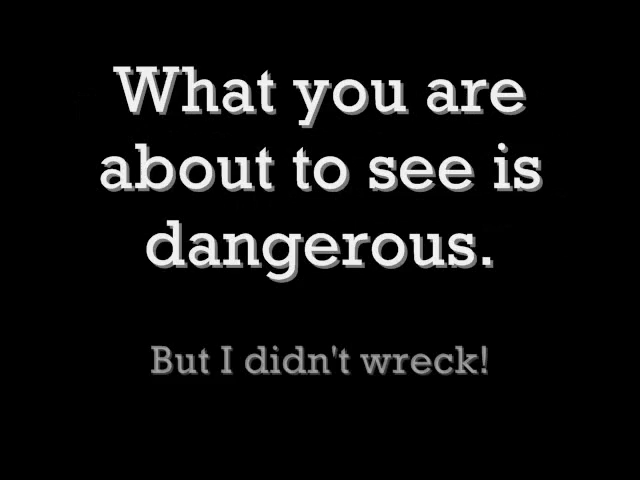 What you are
about to see is
dangerous.
But I didn't wreck!